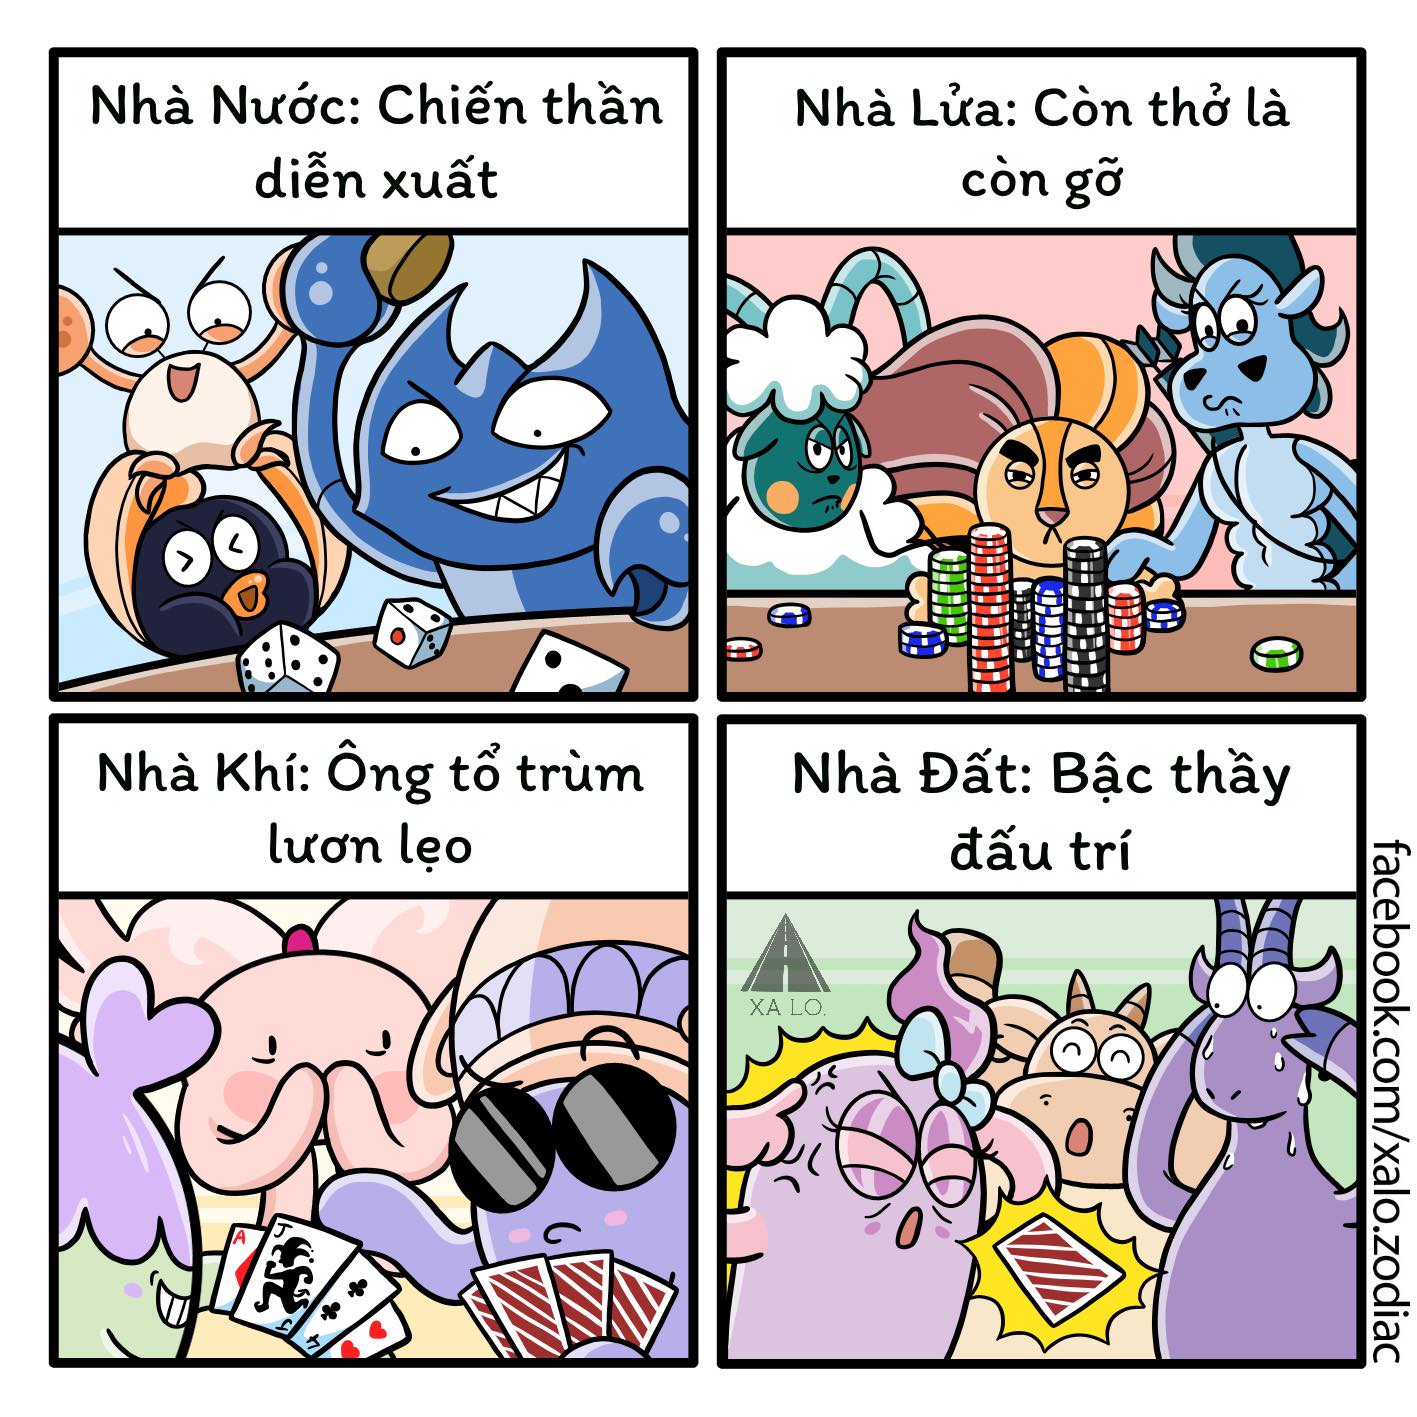 Nhà Nước: Chiến thần
diễn xuất
Nhà Lửa: Còn thở là
còn gỡ
Nhà Khí: Ông tổ trùm
lươn lẹo
A
J
J
4
Nhà Đất: Bậc thầy
đấu trí
XA LO.
facebook.com/xalo.zodiac